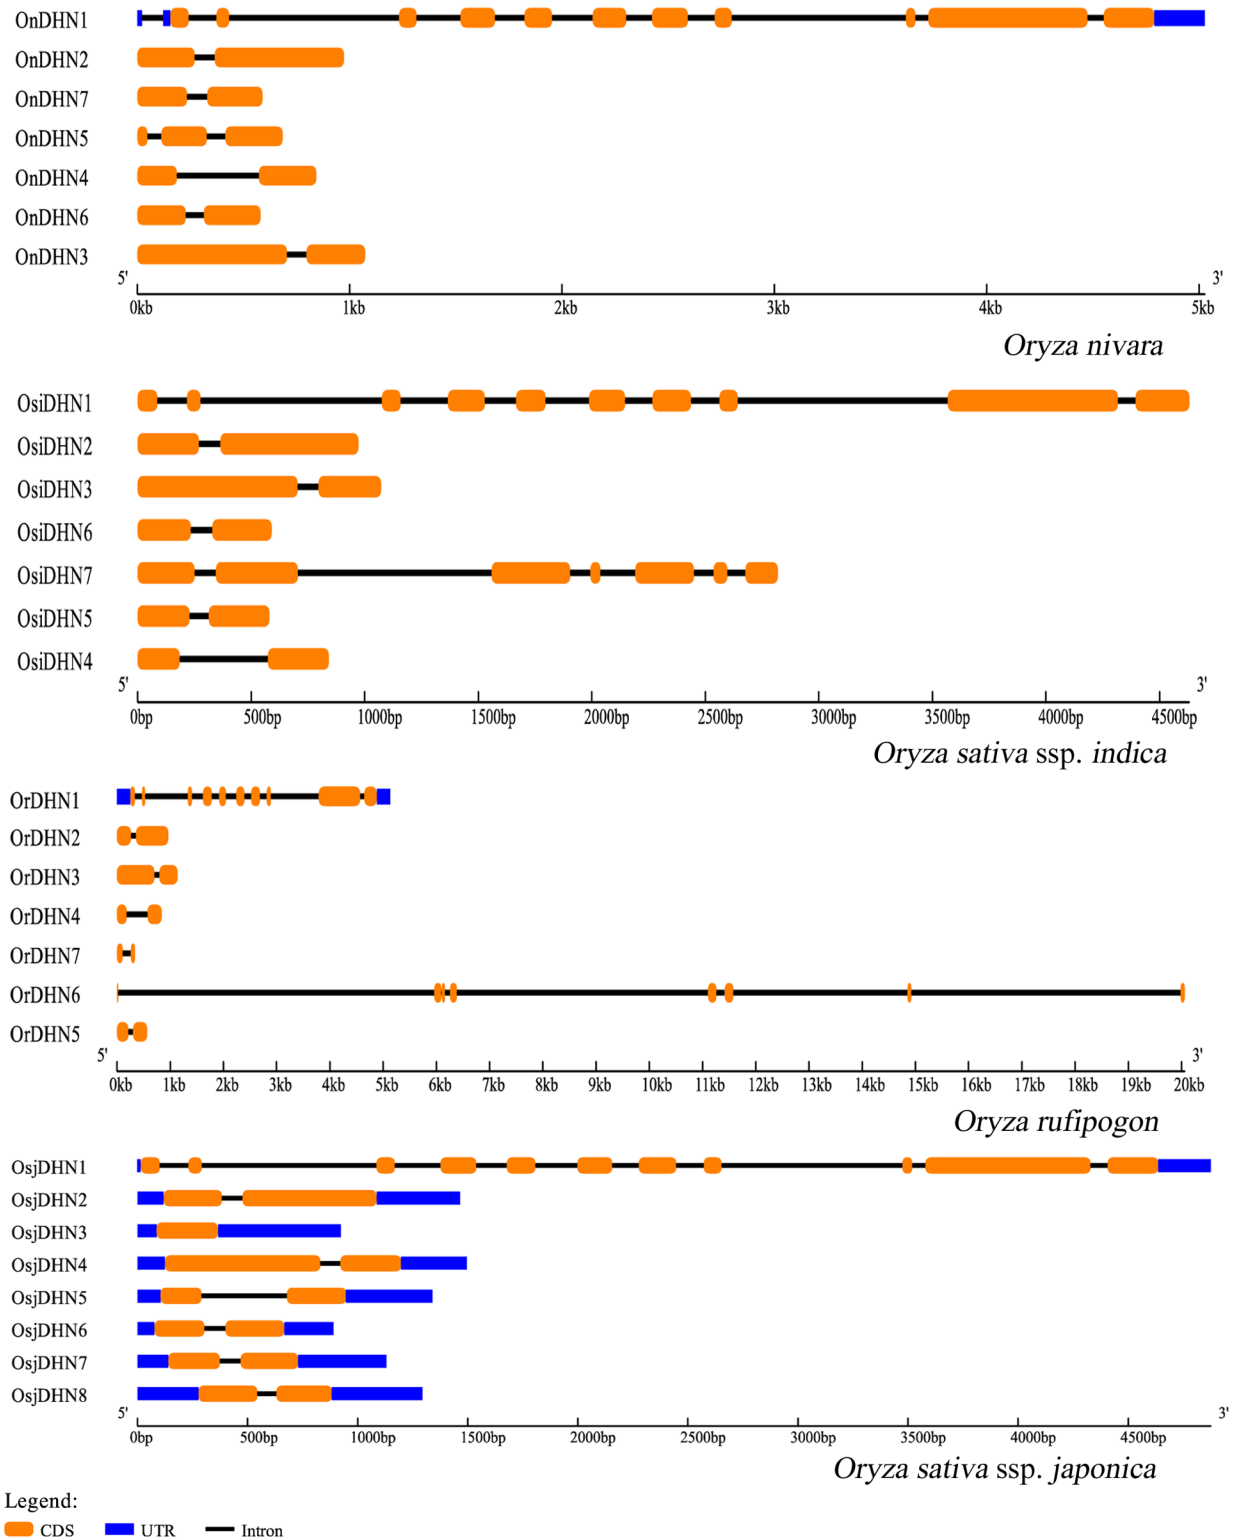 OnDHN1
OnDHN2
OnDHN7
OnDHN5
OnDHN4
OnDHN6
OnDHN3
5' 3'
0kb 1kb 2kb 3kb 4kb 5kb
Oryza nivara
OsiDHN1
OsiDHN2
OsiDHN3
OsiDHN6
OsiDHN7
OsiDHN5
OsiDHN4
5' 3'
0bp 500bp 1000bp 1500bp 2000bp 2500bp 3000bp 3500bp 4000bp 4500bp
Oryza sativa ssp. indica
OrDHN1
OrDHN2
OrDHN3
OrDHN4
OrDHN7
OrDHN6
OrDHN5
5' 3'
0kb 1kb 2kb 3kb 4kb 5kb 6kb 7kb 8kb 9kb 10kb 11kb 12kb 13kb 14kb 15kb 16kb 17kb 18kb 19kb 20kb
Oryza rufipogon
OsjDHN1
OsjDHN2
OsjDHN3
OsjDHN4
OsjDHN5
OsjDHN6
OsjDHN7
OsjDHN8
5' 3'
0bp 500bp 1000bp 1500bp 2000bp 2500bp 3000bp 3500bp 4000bp 4500bp
Oryza sativa ssp. japonica
Legend:
CDS UTR Intron